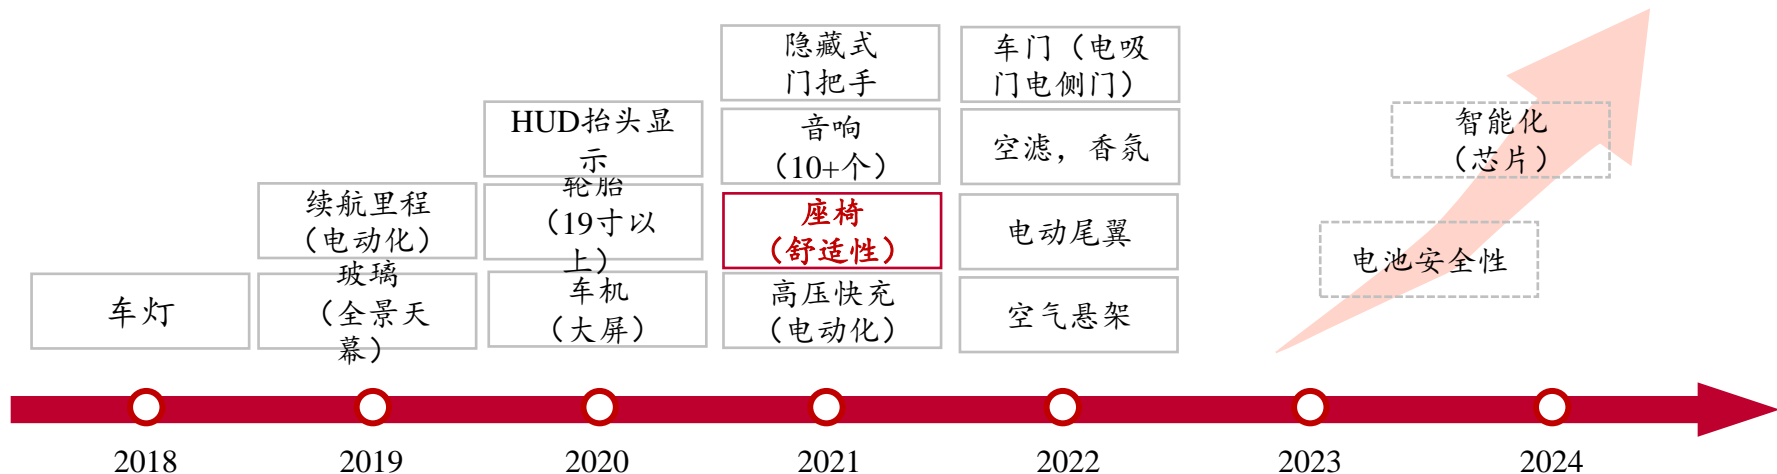 隐藏式
门把手
车门（电吸
门电侧门）
HUD抬头显
示
音响
（10+个）
空滤，香氛
智能化
（芯片）
续航里程
（电动化）
轮胎
（19寸以
上）
座椅
（舒适性）
电动尾翼
电池安全性
车灯
玻璃
（全景天
幕）
车机
（大屏）
高压快充
（电动化）
空气悬架
2018
2019
2020
2021
2022
2023
2024